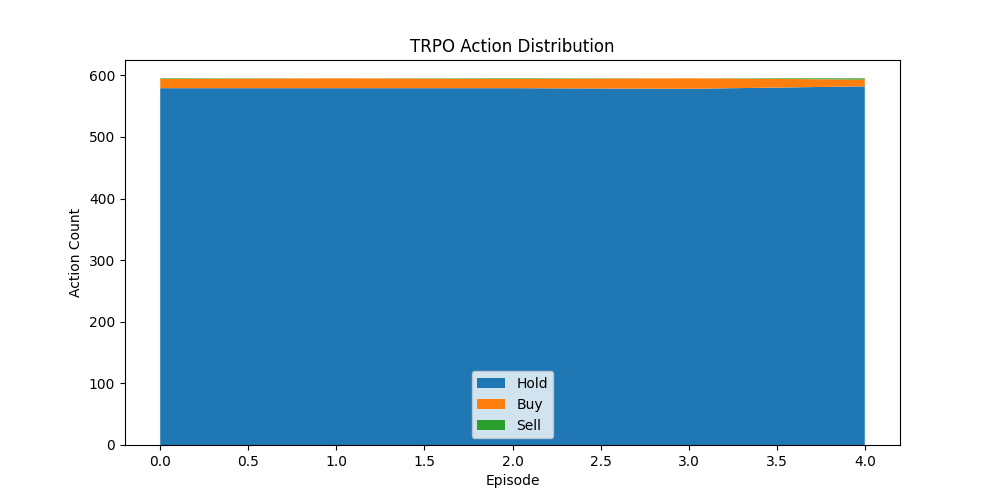 TRPO Action Distribution
Action Count
600
500
400
300
200
100
0
Hold
Buy
Sell
0.0 0.5 1.0 1.5 2.0 2.5 3.0 3.5 4.0
Episode